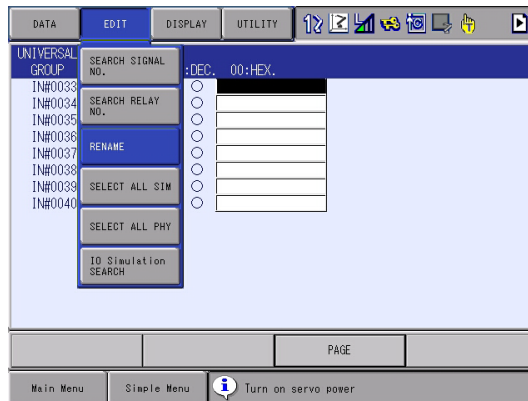 DATA
EDIT
DISPLAY
UTILITY
UNIVERSAL
GROUP
:DEC. 00:HEX.
IN#0033
IN#0034
IN#0035
IN#0036
IN#0037
IN#0038
IN#0039
IN#0040
SEARCH SIGNAL
NO.
SEARCH RELAY
NO.
RENAME
SELECT ALL SIM
SELECT ALL PHY
IO Simulation
SEARCH
PAGE
Main Menu
Simple Menu
Turn on servo power